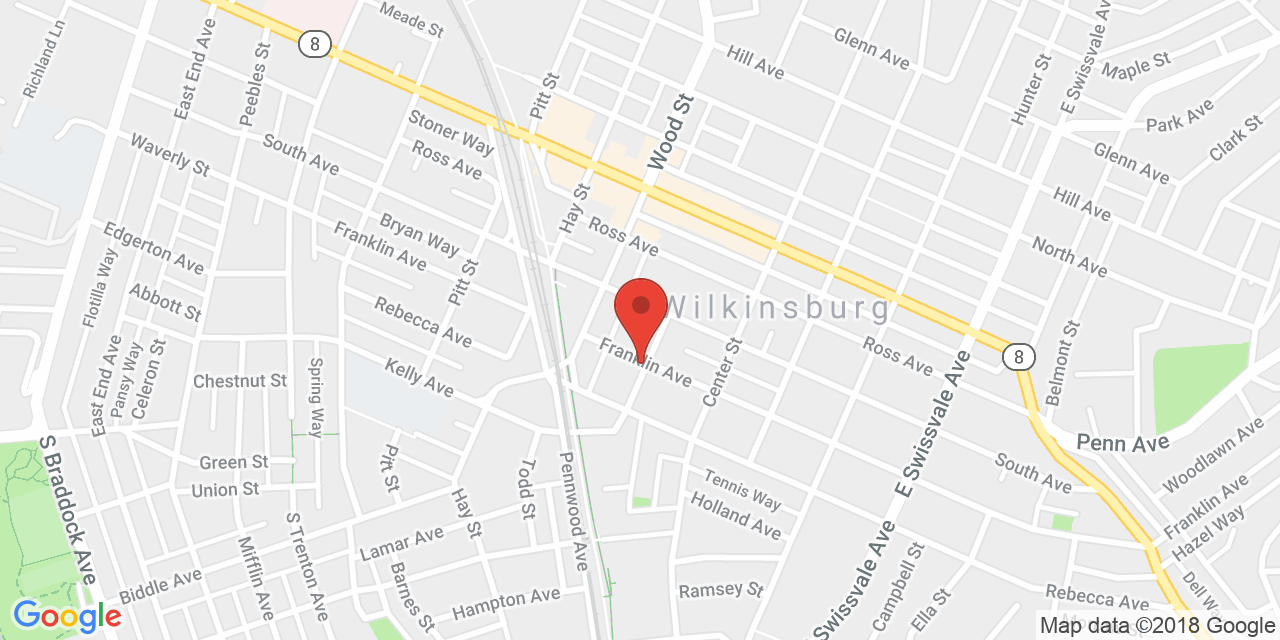 Meade St
Richland Ln
East End Ave
Peebles St
8
Pitt St
Hill Ave
Glenn Ave
Maple St
E Swissvale Ave
Hunter St
Park Ave
Clark St
Glenn Ave
Hill Ave
North Ave
Stoner Way
Ross Ave
Wood St
South Ave
Waverly St
Hay St
Ross Ave
Bryan Way
Franklin Ave
Edgerton Ave
Flotilla Way
Abbott St
Pitt St
Rebecca Ave
Wilkinsburg
Kelly Ave
Franklin Ave
Center St
Ross Ave
8
Belmont St
East End Ave
Pansy Way
Celeron St
Chestnut St
Spring Way
E Swissvale Ave
Penn Ave
Woodlawn Ave
S Braddock Ave
Green St
Union St
Pitt St
Hay St
Todd St
Pennwood Ave
Tennis Way
Holland Ave
South Ave
Franklin Ave
Hazel Way
Dell Way
S Trenton Ave
Mifflin Ave
Lamar Ave
Barnes St
Biddle Ave
Hampton Ave
Ramsey St
Swissvale Ave
Campbell St
Ella St
Rebecca Ave
Google
Map data ©2018 Google